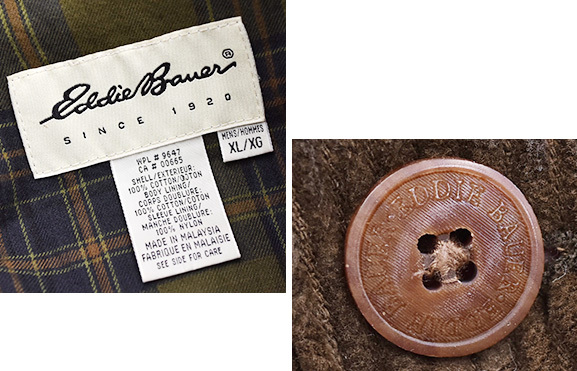 Eddie Bauer®
SINCE 1920
MENS/HOMMES
XL/XG
WPL # 9647
CA # 00665
SHELL/EXTERIEUR:
100% COTTON/COTON
BODY LINING/
CORPS DOUBLURE:
100% COTTON/COTON
SLEEVE LINING/
MANCHE DOUBLURE:
100% NYLON
MADE IN MALAYSIA
FABRIQUE EN MALAISIE
SEE SIDE FOR CARE
EDDIE BAUER EDDIE BAUER